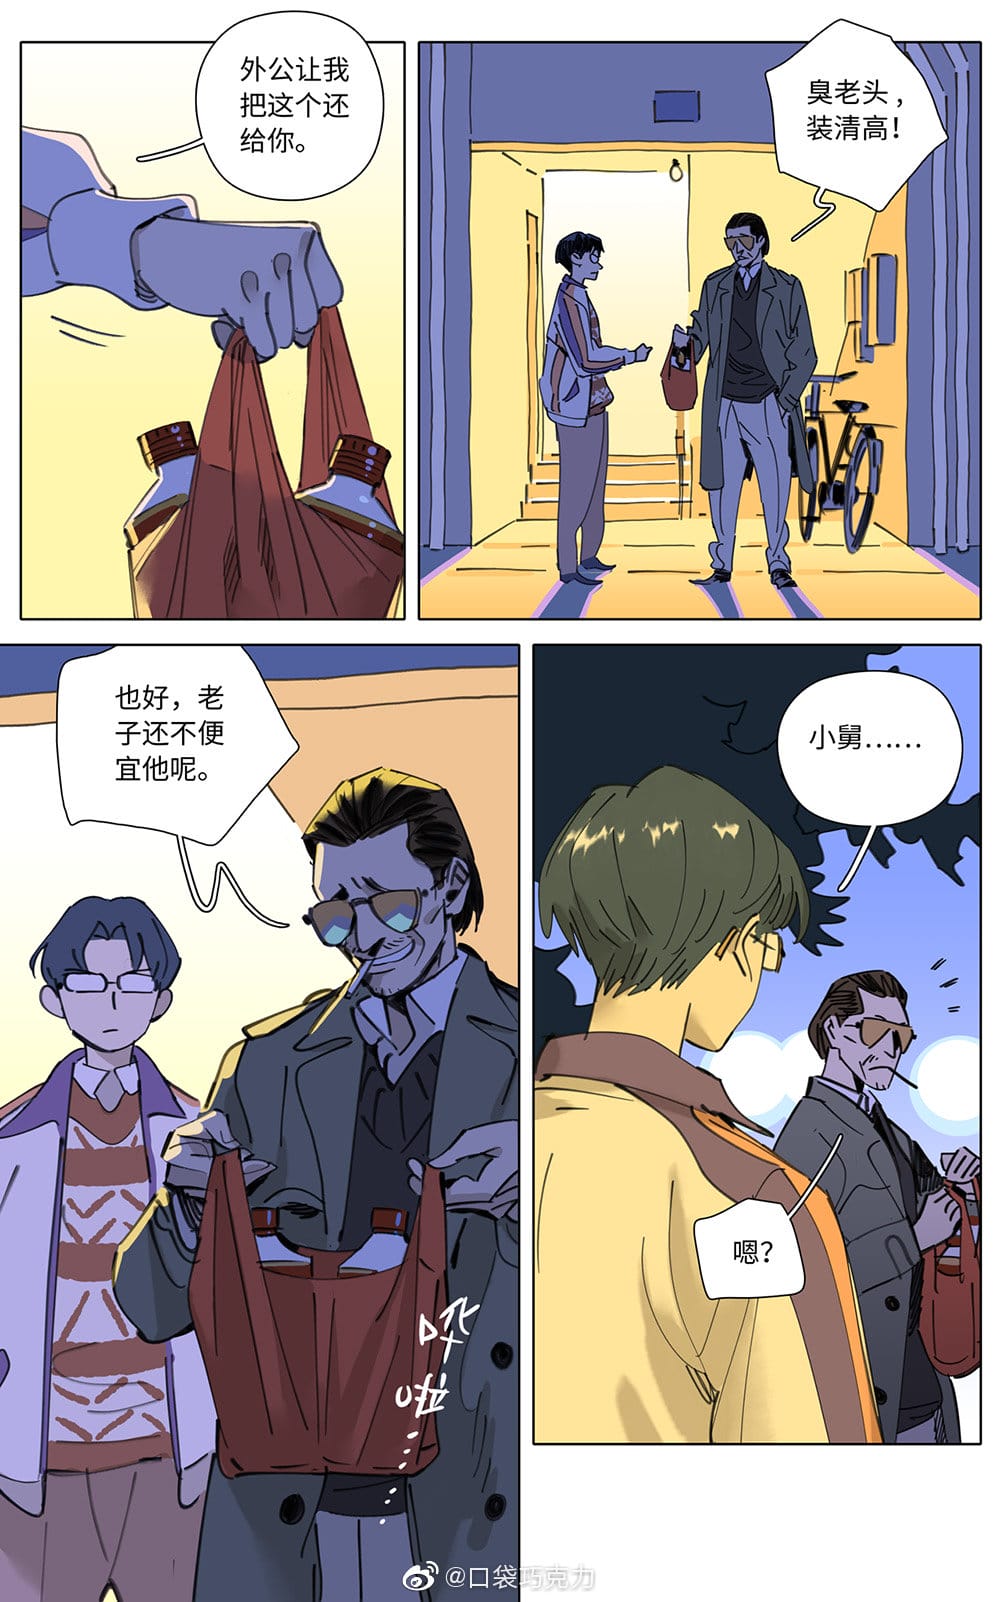 外公让我
把这个还
给你。
臭老头，
装清高！
也好，老
子还不便
宜他呢。
哗
啦
……
小舅……
嗯？
@口袋巧克力